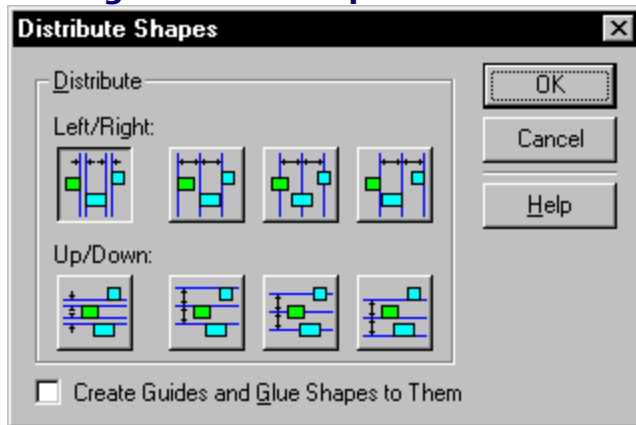 Distribute Shapes
Distribute
OK
Left/Right:
Cancel
Help
Up/Down:
Create Guides and Glue Shapes to Them